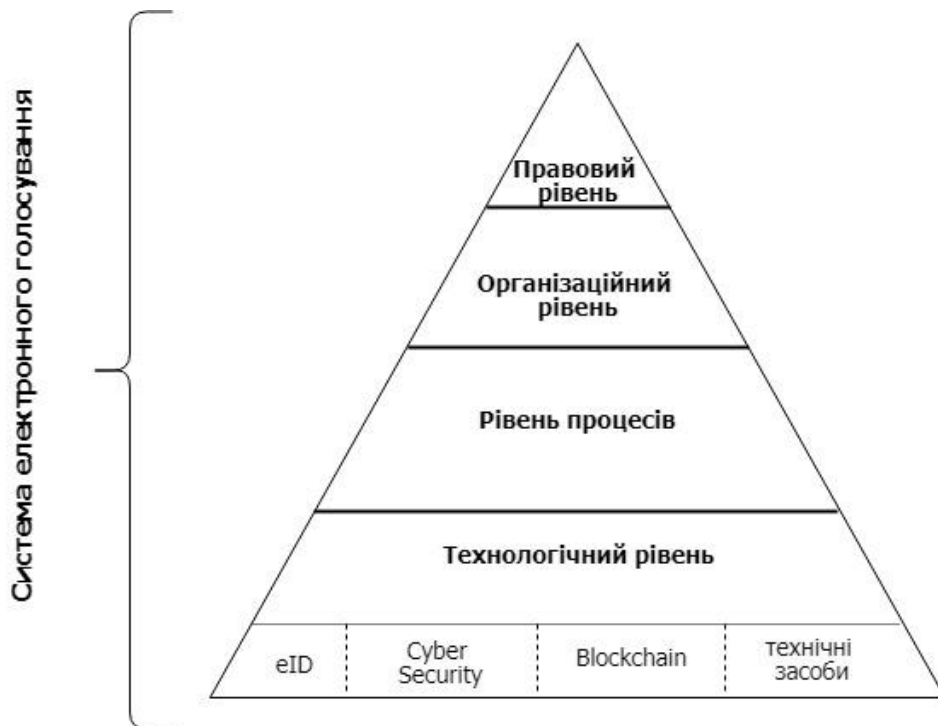 Система електронного голосування
Правовий
рівень
Організаційний
рівень
Рівень процесів
Технологічний рівень
eID
Cyber
Security
Blockchain
технічні
засоби